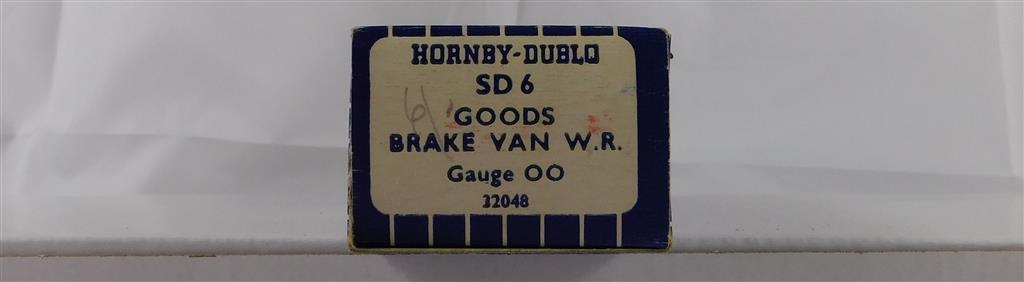 HORNBY-DUBLO
SD 6
GOODS
BRAKE VAN W.R.
Gauge OO
32048